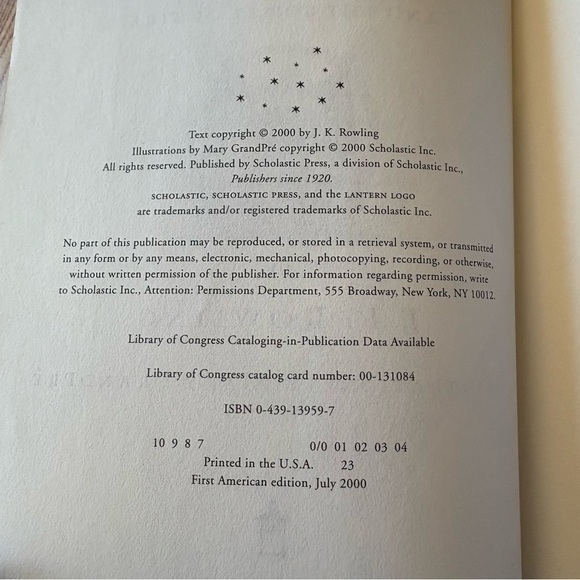 Text copyright © 2000 by J. K. Rowling
Illustrations by Mary GrandPré copyright © 2000 Scholastic Inc.
All rights reserved. Published by Scholastic Press, a division of Scholastic Inc.,
Publishers since 1920.
SCHOLASTIC, SCHOLASTIC PRESS, and the LANTERN LOGO
are trademarks and/or registered trademarks of Scholastic Inc.
No part of this publication may be reproduced, or stored in a retrieval system, or transmitted
in any form or by any means, electronic, mechanical, photocopying, recording, or otherwise,
without written permission of the publisher. For information regarding permission, write
to Scholastic Inc., Attention: Permissions Department, 555 Broadway, New York, NY 10012.
Library of Congress Cataloging-in-Publication Data Available
Library of Congress catalog card number: 00-131084
ISBN 0-439-13959-7
10 9 8 7 0/0 01 02 03 04
Printed in the U.S.A. 23
First American edition, July 2000